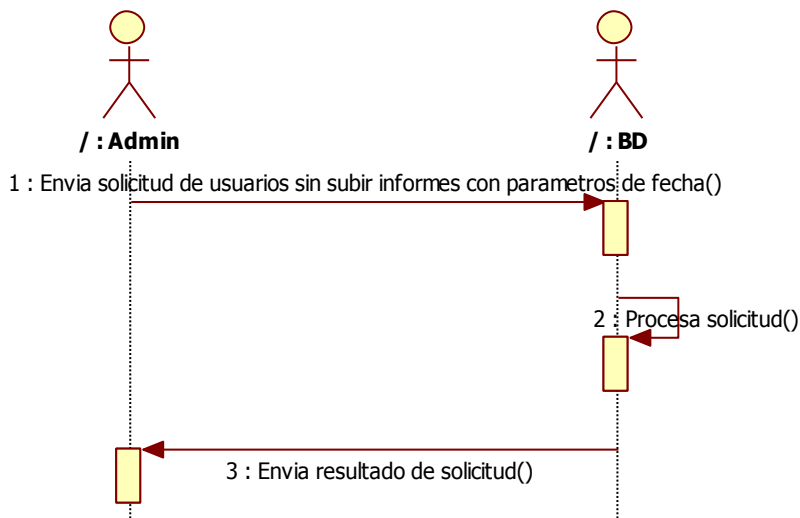 / : Admin
/ : BD
1 : Envia solicitud de usuarios sin subir informes con parametros de fecha()
2 : Procesa solicitud()
3 : Envia resultado de solicitud()